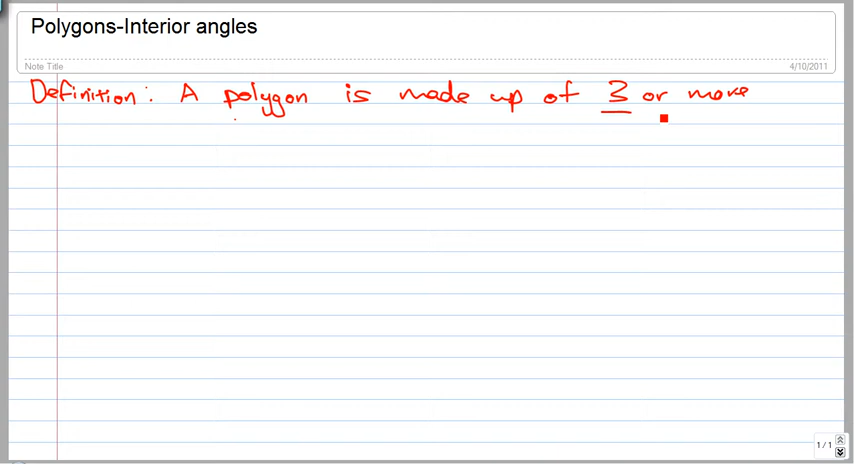 Polygons-Interior angles
Note Title
4/10/2011
Definition: A polygon is made up of 3 or more
1 / 1